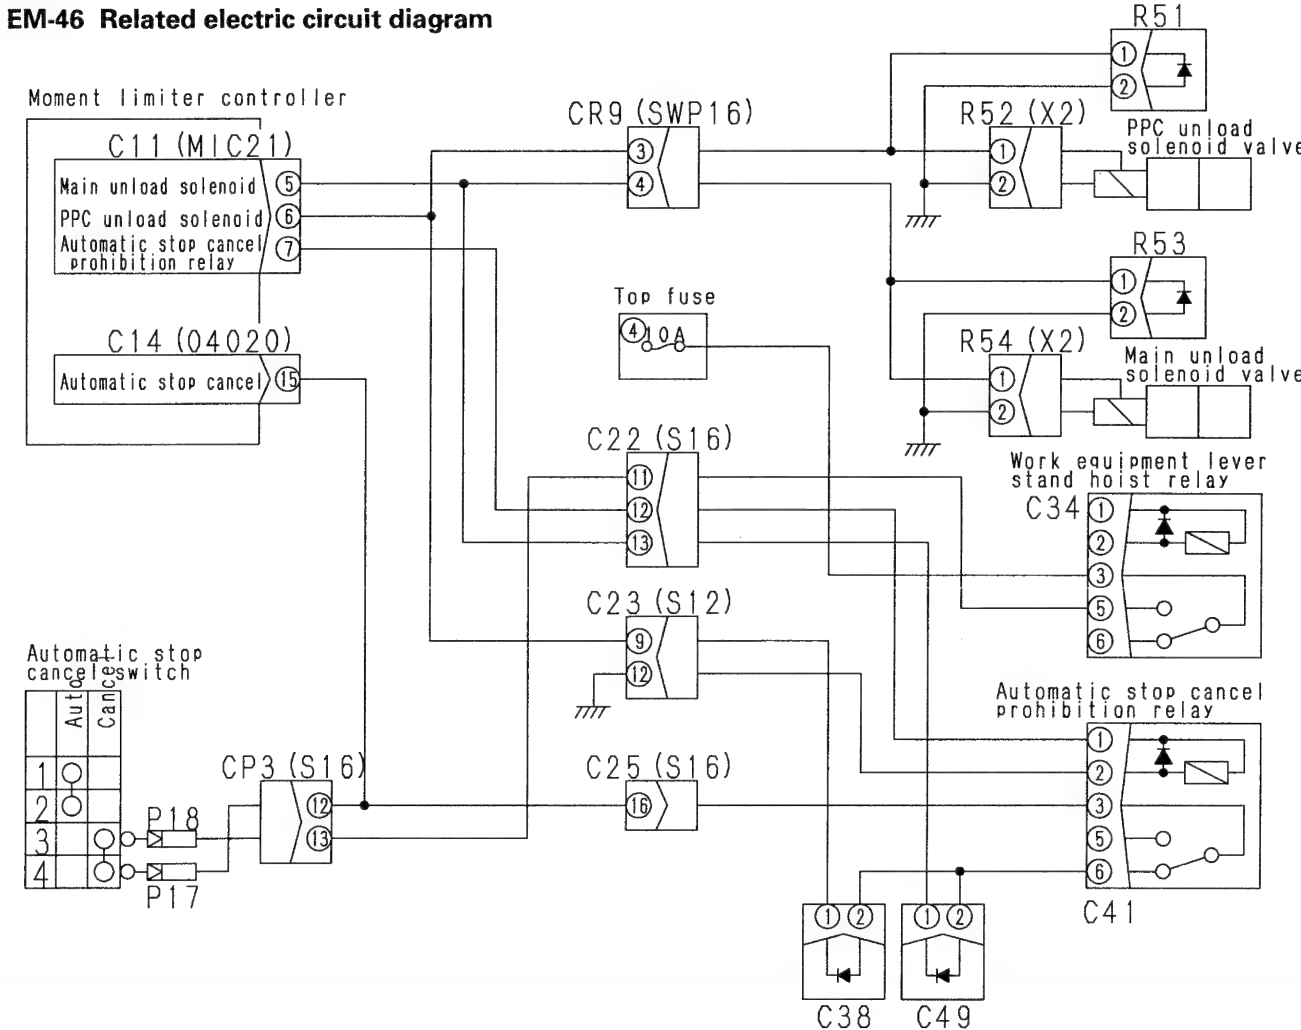 EM-46 Related electric circuit diagram
Moment limiter controller
C11 (MIC21)
Main unload solenoid 5
PPC unload solenoid 6
Automatic stop cancel
prohibition relay 7
C14 (04020)
Automatic stop cancel 15
CR9 (SWP16)
3
4
R51
1
2
R52 (X2)
1
2
PPC unload
solenoid valve
R53
1
2
R54 (X2)
1
2
Main unload
solenoid valve
Top fuse
4 10A
C22 (S16)
11
12
13
C23 (S12)
9
12
Work equipment lever
stand hoist relay
C34
1
2
3
5
6
Automatic stop
cancel switch
Auto
Cancel
1
2
3
4
P18
P17
CP3 (S16)
12
13
C25 (S16)
16
Automatic stop cancel
prohibition relay
1
2
3
5
6
C41
1 2
C38
1 2
C49